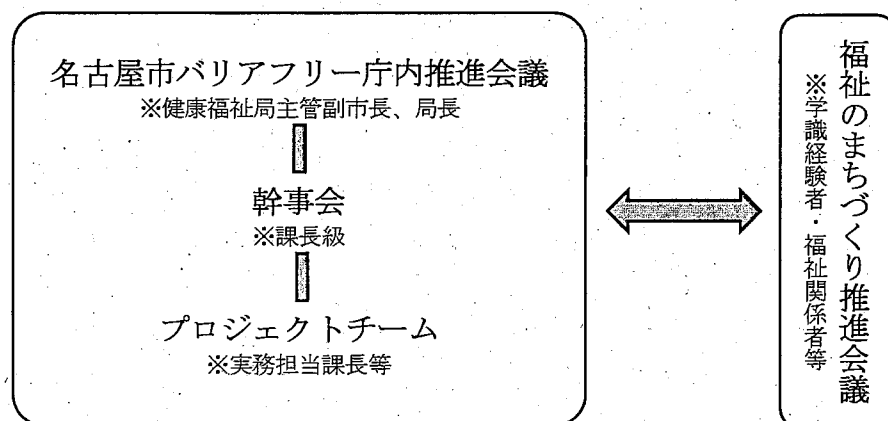 名古屋市バリアフリー庁内推進会議
※健康福祉局主管副市長、局長
幹事会
※課長級
プロジェクトチーム
※実務担当課長等
福祉のまちづくり推進会議
※学識経験者・福祉関係者等